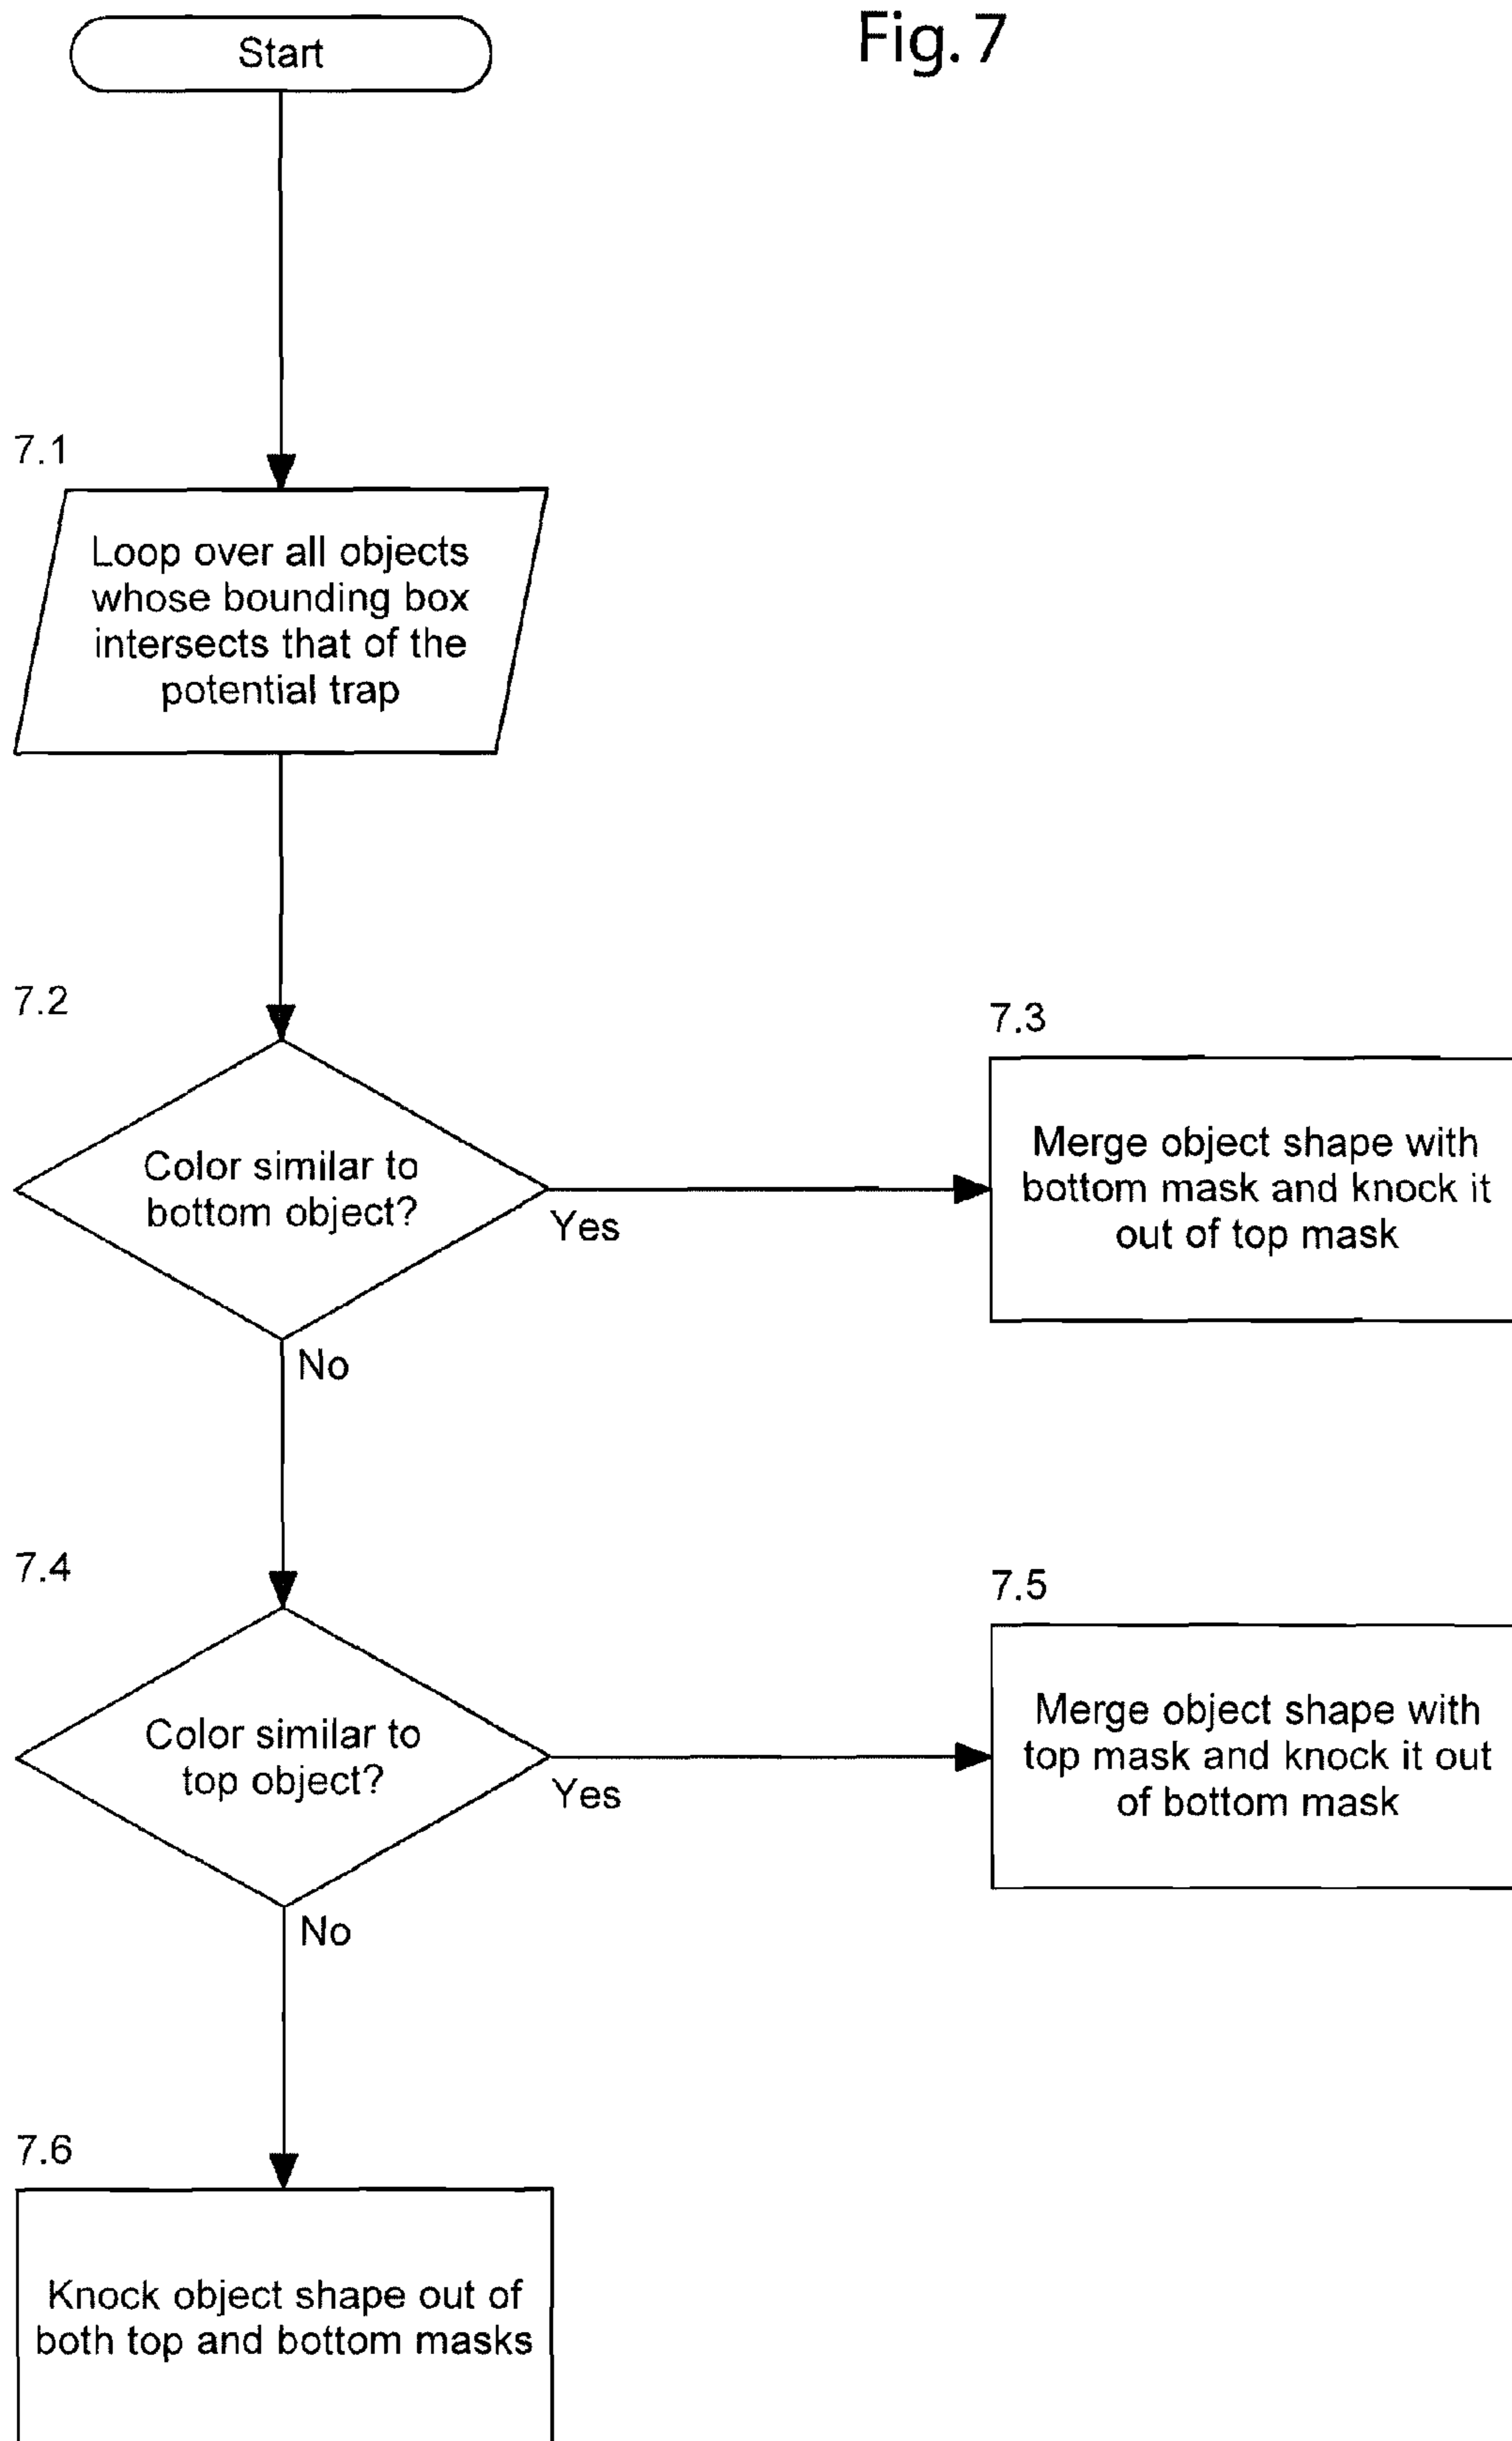 Start
Fig. 7
7.1
Loop over all objects
whose bounding box
intersects that of the
potential trap
7.2
Color similar to
bottom object?
Yes
No
7.3
Merge object shape with
bottom mask and knock it
out of top mask
7.4
Color similar to
top object?
Yes
No
7.5
Merge object shape with
top mask and knock it out
of bottom mask
7.6
Knock object shape out of
both top and bottom masks